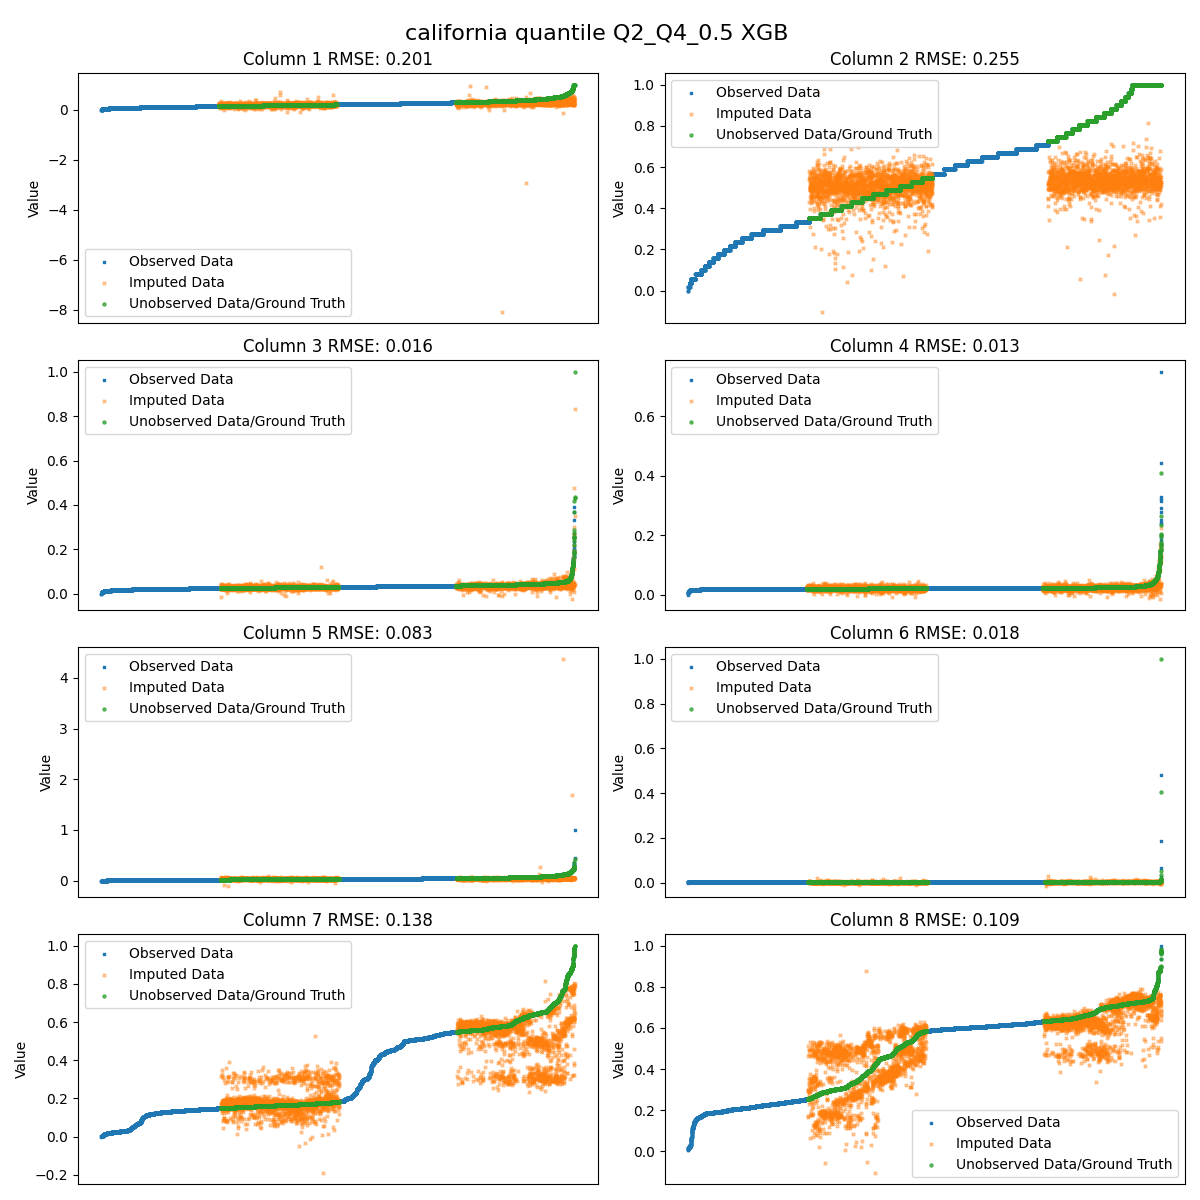 california quantile Q2_Q4_0.5 XGB
Column 1 RMSE: 0.201
Value
0
−2
−4
−6
−8
Observed Data
Imputed Data
Unobserved Data/Ground Truth
Column 2 RMSE: 0.255
Value
1.0
0.8
0.6
0.4
0.2
0.0
Observed Data
Imputed Data
Unobserved Data/Ground Truth
Column 3 RMSE: 0.016
Value
1.0
0.8
0.6
0.4
0.2
0.0
Observed Data
Imputed Data
Unobserved Data/Ground Truth
Column 4 RMSE: 0.013
Value
0.6
0.4
0.2
0.0
Observed Data
Imputed Data
Unobserved Data/Ground Truth
Column 5 RMSE: 0.083
Value
4
3
2
1
0
Observed Data
Imputed Data
Unobserved Data/Ground Truth
Column 6 RMSE: 0.018
Value
1.0
0.8
0.6
0.4
0.2
0.0
Observed Data
Imputed Data
Unobserved Data/Ground Truth
Column 7 RMSE: 0.138
Value
1.0
0.8
0.6
0.4
0.2
0.0
−0.2
Observed Data
Imputed Data
Unobserved Data/Ground Truth
Column 8 RMSE: 0.109
Value
1.0
0.8
0.6
0.4
0.2
0.0
Observed Data
Imputed Data
Unobserved Data/Ground Truth